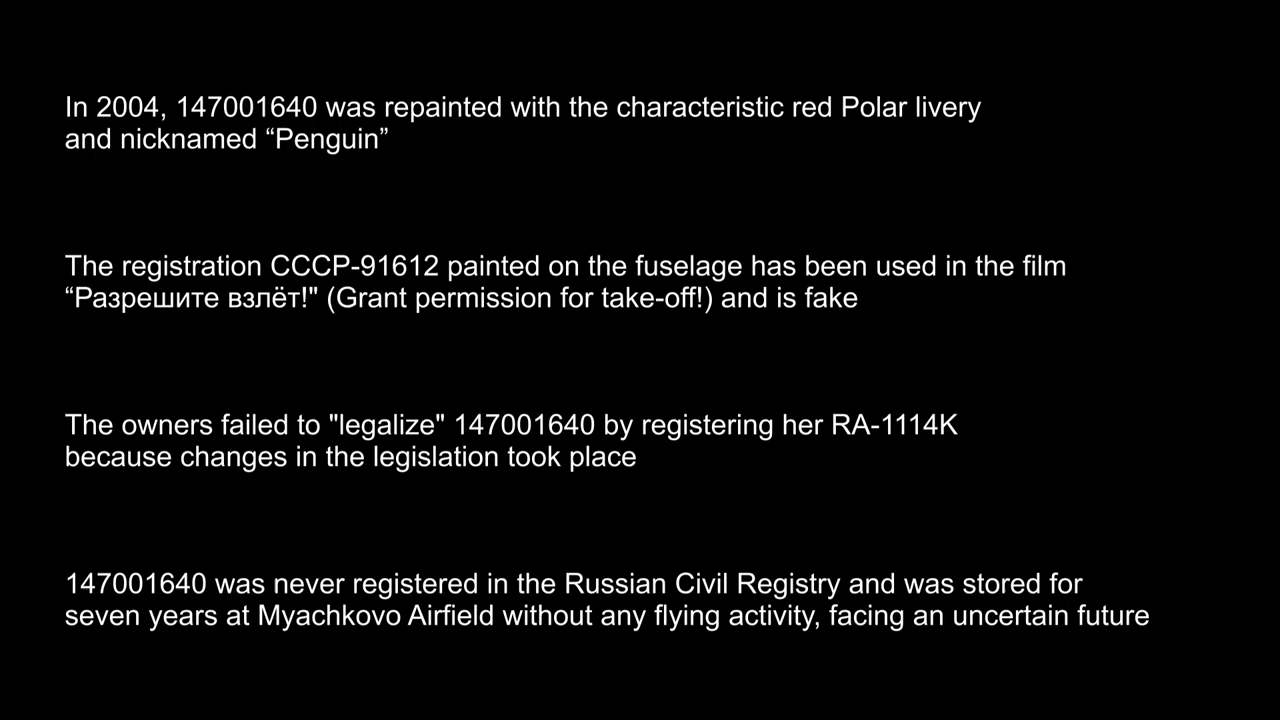 In 2004, 147001640 was repainted with the characteristic red Polar livery
and nicknamed “Penguin”
The registration CCCP-91612 painted on the fuselage has been used in the film
“Разрешите взлёт!" (Grant permission for take-off!) and is fake
The owners failed to "legalize" 147001640 by registering her RA-1114K
because changes in the legislation took place
147001640 was never registered in the Russian Civil Registry and was stored for
seven years at Myachkovo Airfield without any flying activity, facing an uncertain future